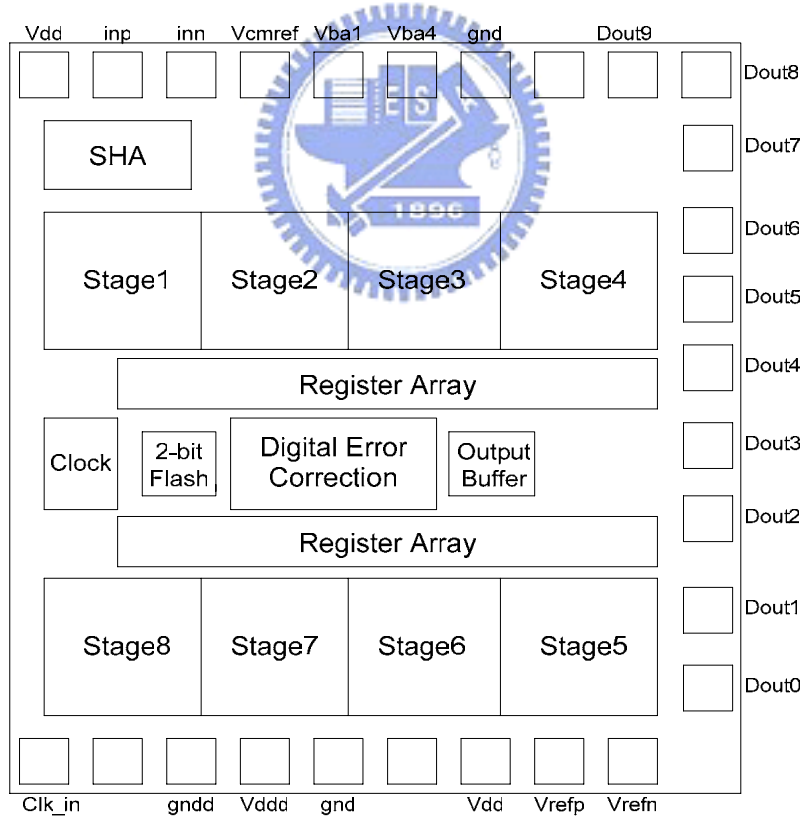 Vdd inp inn Vcmref Vba1 Vba4 gnd Dout9
Dout8
E S
Dout7
SHA
1896
Dout6
Stage1 Stage2 Stage3 Stage4
Dout5
Dout4
Register Array
Dout3
Clock
2-bit
Flash
Digital Error
Correction
Output
Buffer
Dout2
Register Array
Dout1
Stage8 Stage7 Stage6 Stage5
Dout0
Clk_in gndd Vddd gnd Vdd Vrefp Vrefn